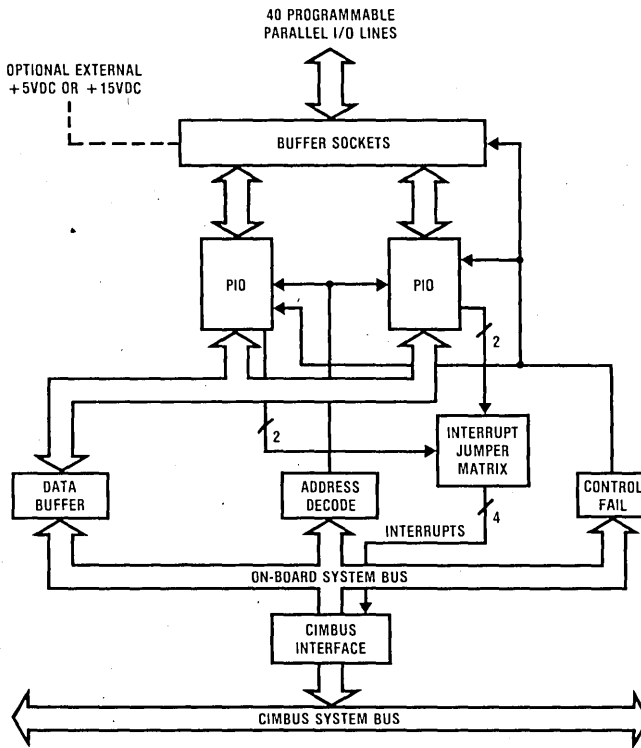 40 PROGRAMMABLE
PARALLEL I/O LINES
OPTIONAL EXTERNAL
+5VDC OR +15VDC
BUFFER SOCKETS
PIO
PIO
2
2
INTERRUPT
JUMPER
MATRIX
DATA
BUFFER
ADDRESS
DECODE
CONTROL
FAIL
4
INTERRUPTS
ON-BOARD SYSTEM BUS
CIMBUS
INTERFACE
CIMBUS SYSTEM BUS